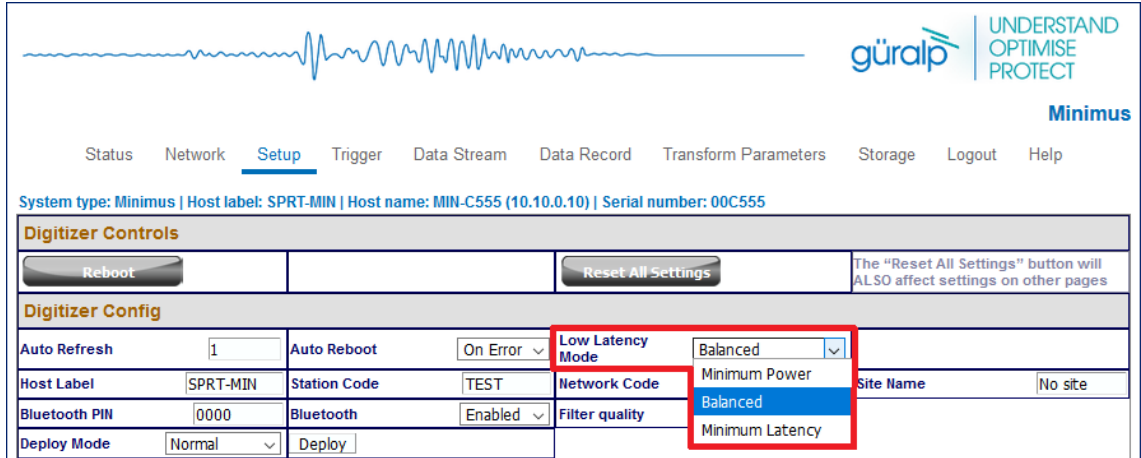 güralp
UNDERSTAND
OPTIMISE
PROTECT
Minimus
Status Network Setup Trigger Data Stream Data Record Transform Parameters Storage Logout Help
System type: Minimus | Host label: SPRT-MIN | Host name: MIN-C555 (10.10.0.10) | Serial number: 00C555
Digitizer Controls
Reboot Reset All Settings The “Reset All Settings” button will
ALSO affect settings on other pages
Digitizer Config
Auto Refresh 1 Auto Reboot On Error Low Latency
Mode Balanced
Host Label SPRT-MIN Station Code TEST Network Code Minimum Power Site Name No site
Bluetooth PIN 0000 Bluetooth Enabled Filter quality Balanced
Deploy Mode Normal Deploy Minimum Latency